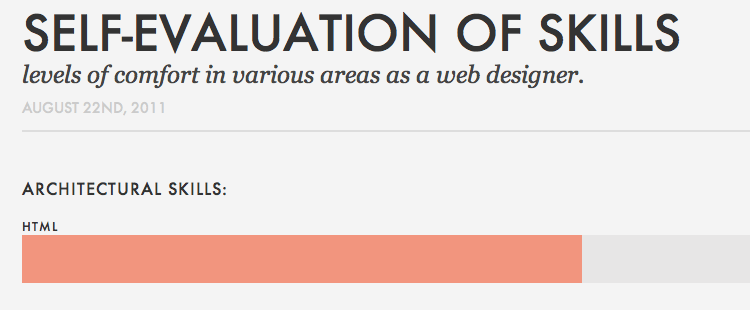 SELF-EVALUATION OF SKILLS
levels of comfort in various areas as a web designer.
AUGUST 22ND, 2011
ARCHITECTURAL SKILLS:
HTML